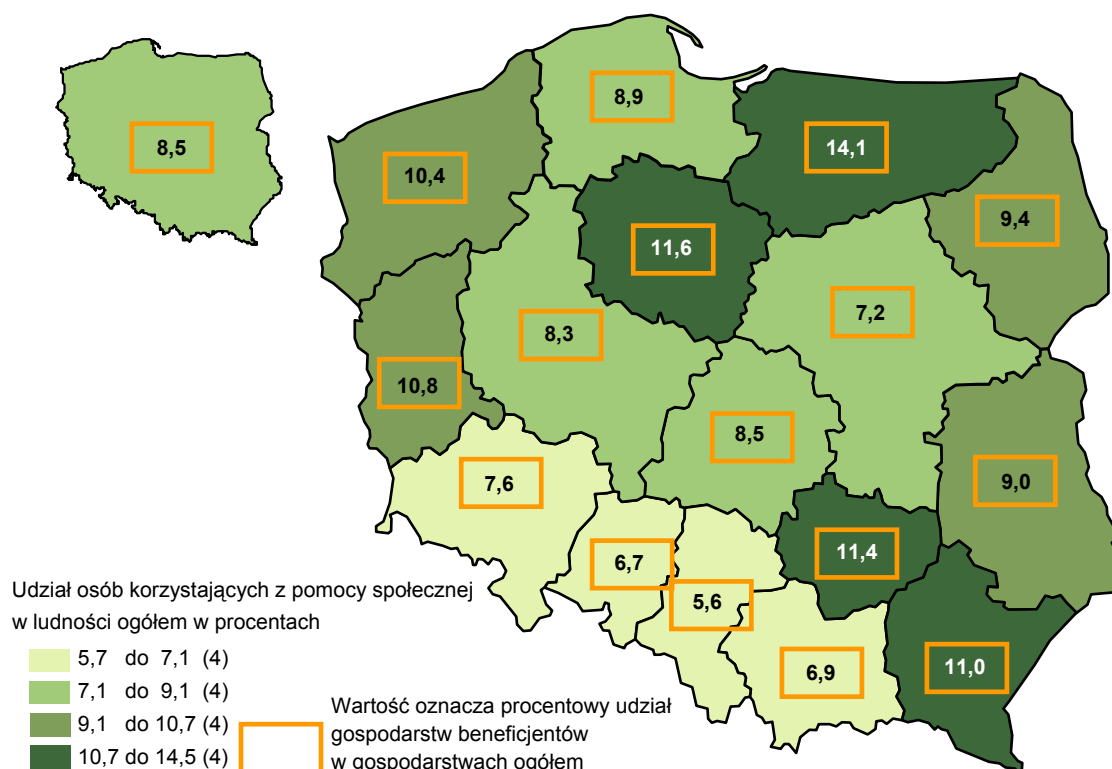 8,5
8,9
14,1
10,4
9,4
11,6
7,2
8,3
10,8
8,5
7,6
9,0
11,4
6,7
5,6
6,9
11,0
Udział osób korzystających z pomocy społecznej
w ludności ogółem w procentach
5,7 do 7,1 (4)
7,1 do 9,1 (4)
9,1 do 10,7 (4)
10,7 do 14,5 (4)
Wartość oznacza procentowy udział
gospodarstw beneficjentów
w gospodarstwach ogółem